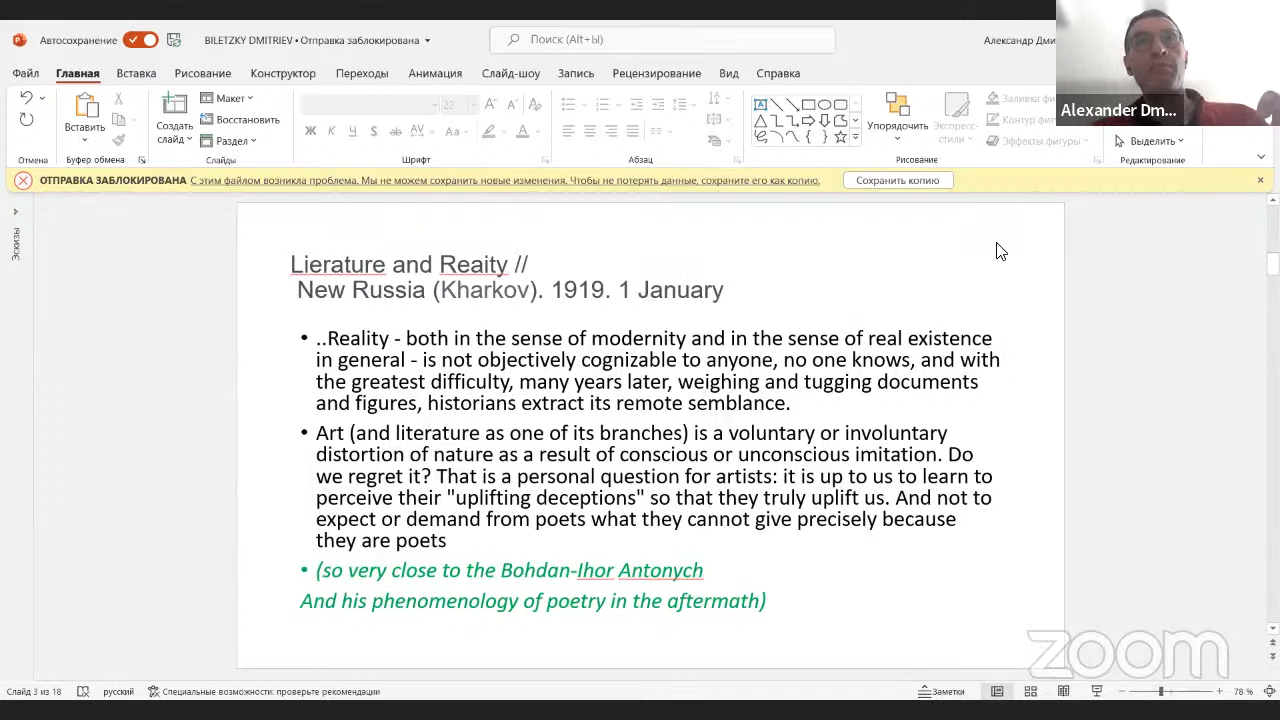 Автосохранение
BILETZKY DMITRIEV • Отправка заблокирована
Поиск (Alt+Ы)
Александр Дми
Файл Главная Вставка Рисование Конструктор Переходы Анимация Слайд-шоу Запись Рецензирование Вид Справка
Alexander Dm...
Вставить
Создать
слайд
Макет
Восстановить
Раздел
22
Ж К Ч S ab AV Aa A
Упорядочить
Экспресс-
стили
Заливка фи
Контур фигу
Эффекты фигуры
Выделить
Отмена Буфер обмена Слайды Шрифт Абзац Рисование Редактирование
ОТПРАВКА ЗАБЛОКИРОВАНА С этим файлом возникла проблема. Мы не можем сохранить новые изменения. Чтобы не потерять данные, сохраните его как копию. Сохранить копию
Эскизы
Lierature and Reaity //
New Russia (Kharkov). 1919. 1 January
• ..Reality - both in the sense of modernity and in the sense of real existence
in general - is not objectively cognizable to anyone, no one knows, and with
the greatest difficulty, many years later, weighing and tugging documents
and figures, historians extract its remote semblance.
• Art (and literature as one of its branches) is a voluntary or involuntary
distortion of nature as a result of conscious or unconscious imitation. Do
we regret it? That is a personal question for artists: it is up to us to learn to
perceive their "uplifting deceptions" so that they truly uplift us. And not to
expect or demand from poets what they cannot give precisely because
they are poets
• (so very close to the Bohdan-Ihor Antonych
And his phenomenology of poetry in the aftermath)
zoom
Слайд 3 из 18 русский Специальные возможности: проверьте рекомендации Заметки 78 %